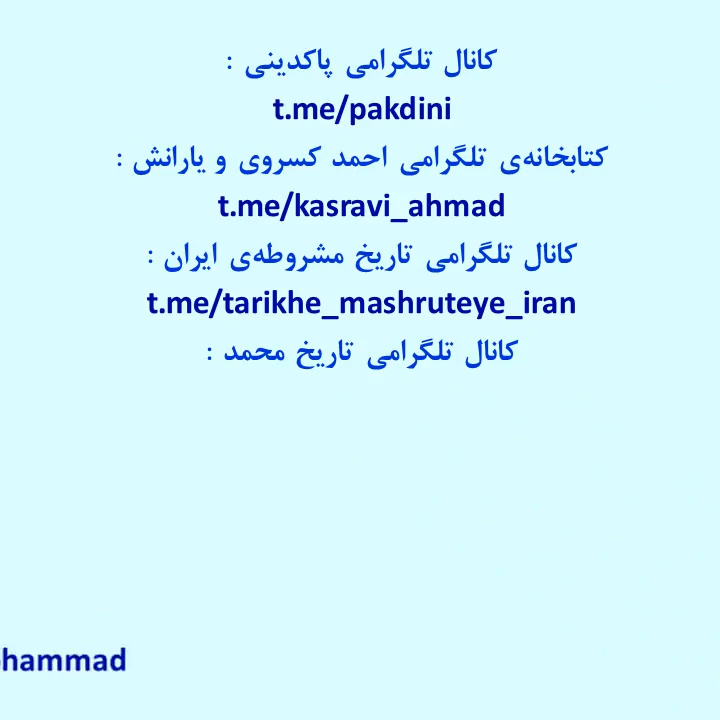 کانال تلگرامی پاکدینی :
t.me/pakdini
کتابخانه‌ی تلگرامی احمد کسروی و یارانش :
t.me/kasravi_ahmad
کانال تلگرامی تاریخ مشروطه‌ی ایران :
t.me/tarikhe_mashruteye_iran
کانال تلگرامی تاریخ محمد :